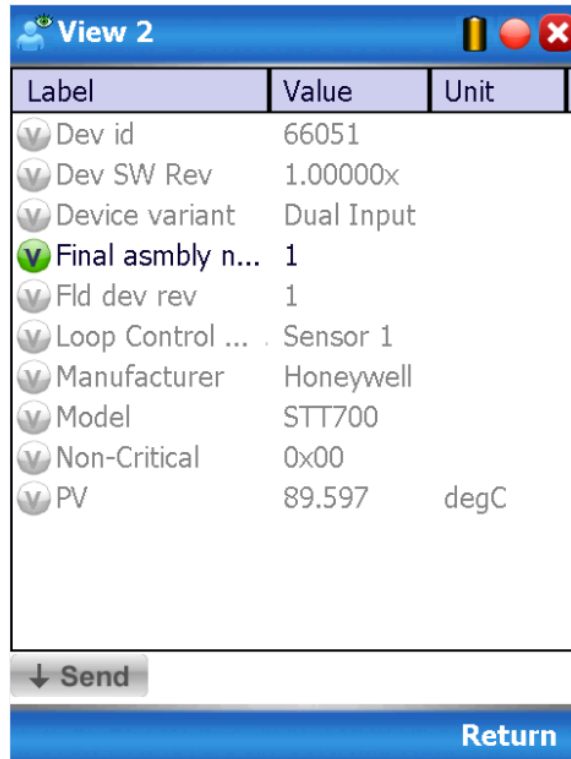 View 2
Label Value Unit
V Dev id 66051
V Dev SW Rev 1.00000x
V Device variant Dual Input
V Final asmbly n... 1
V Fld dev rev 1
V Loop Control ... Sensor 1
V Manufacturer Honeywell
V Model STT700
V Non-Critical 0x00
V PV 89.597 degC
↓ Send
Return